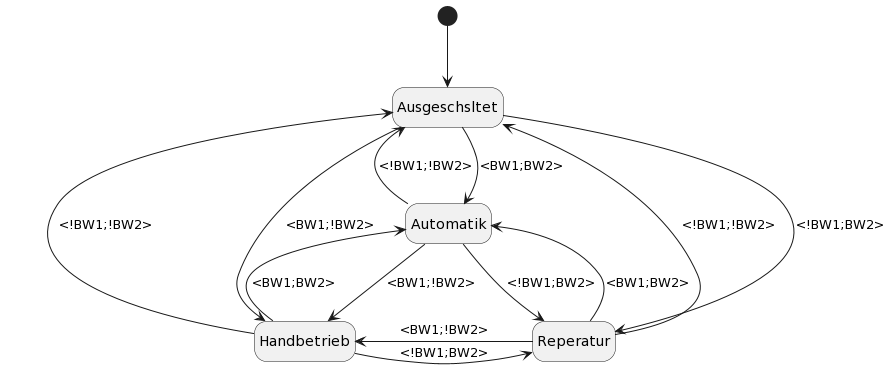 Ausgeschsltet
<!BW1;!BW2>
<BW1;BW2>
<!BW1;!BW2>
<BW1;!BW2>
Automatik
<!BW1;!BW2>
<!BW1;BW2>
<BW1;BW2>
<BW1;!BW2>
<!BW1;BW2>
<BW1;BW2>
<BW1;!BW2>
Handbetrieb
Reperatur
<!BW1;BW2>